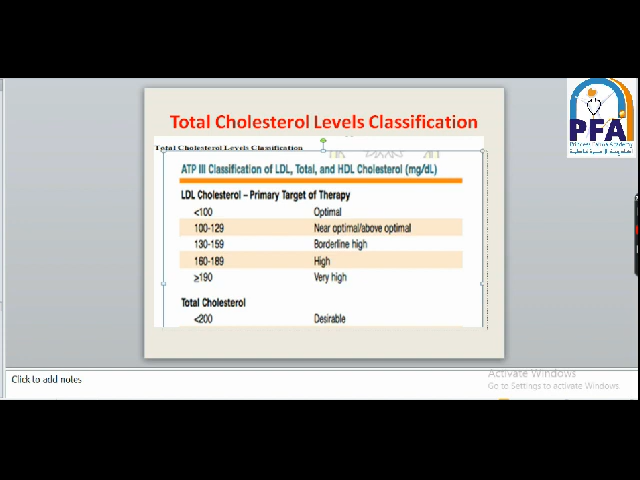 Total Cholesterol Levels Classification
PFA
Princess Fatma Academy
Total Cholesterol Levels Classification
ATP III Classification of LDL, Total, and HDL Cholesterol (mg/dL)
LDL Cholesterol – Primary Target of Therapy
<100 Optimal
100-129 Near optimal/above optimal
130-159 Borderline high
160-189 High
≥190 Very high
Total Cholesterol
<200 Desirable
Click to add notes
Activate Windows
Go to Settings to activate Windows.